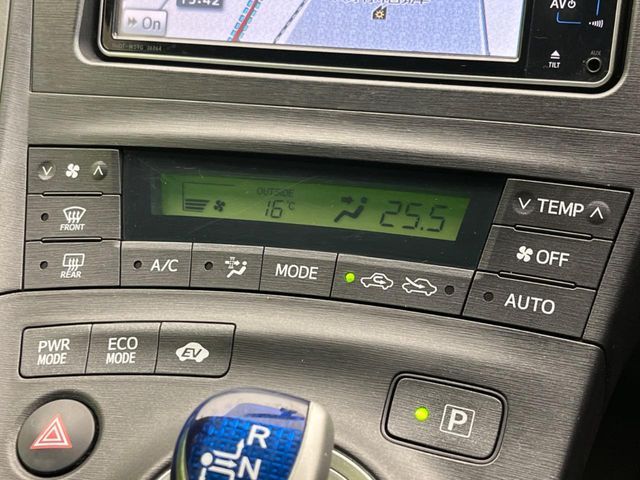 On
AV
AUX
TILT
OUTSIDE
16°C
25.5
TEMP
FRONT
OFF
REAR
A/C
MODE
AUTO
PWR
MODE
ECO
MODE
EV
P
R
N